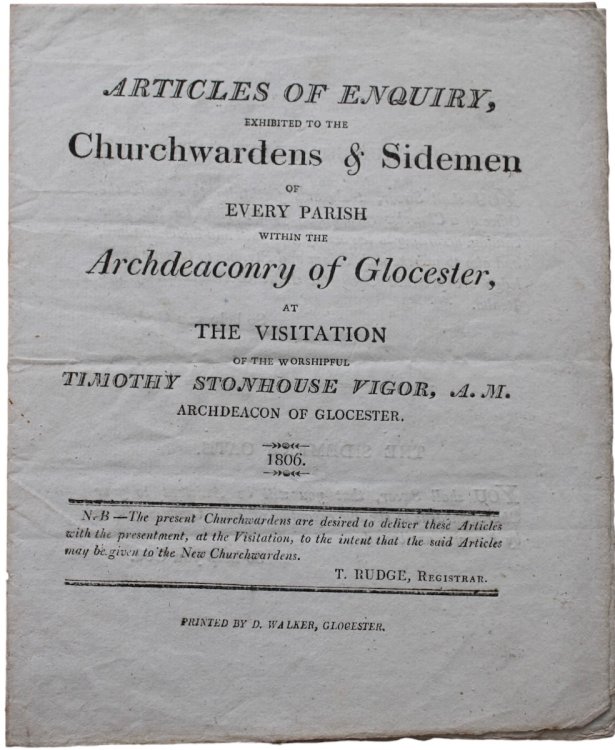 ARTICLES OF ENQUIRY,
EXHIBITED TO THE
Churchwardens & Sidemen
OF
EVERY PARISH
WITHIN THE
Archdeaconry of Glocester,
AT
THE VISITATION
OF THE WORSHIPFUL
TIMOTHY STONHOUSE VIGOR, A. M.
ARCHDEACON OF GLOCESTER.
1806.
N. B —The present Churchwardens are desired to deliver these Articles
with the presentment, at the Visitation, to the intent that the said Articles
may be given to the New Churchwardens.
T. RUDGE, REGISTRAR.
PRINTED BY D. WALKER, GLOCESTER.